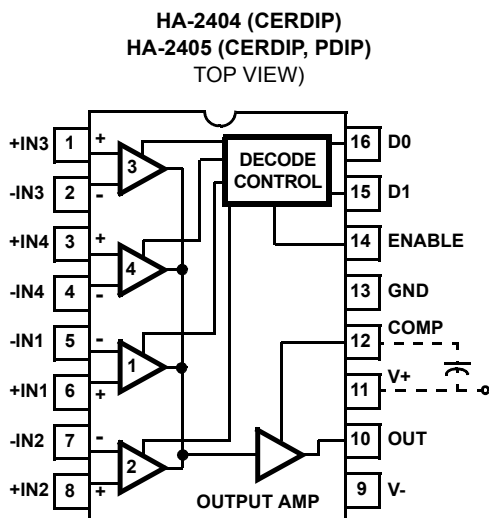 HA-2404 (CERDIP)
HA-2405 (CERDIP, PDIP)
TOP VIEW)
+IN3 1 + 16 D0
3 DECODE
CONTROL
-IN3 2 - 15 D1
+IN4 3 + 14 ENABLE
4
-IN4 4 - 13 GND
-IN1 5 - 12 COMP
1
+IN1 6 + 11 V+
-IN2 7 - 10 OUT
2
+IN2 8 + OUTPUT AMP 9 V-